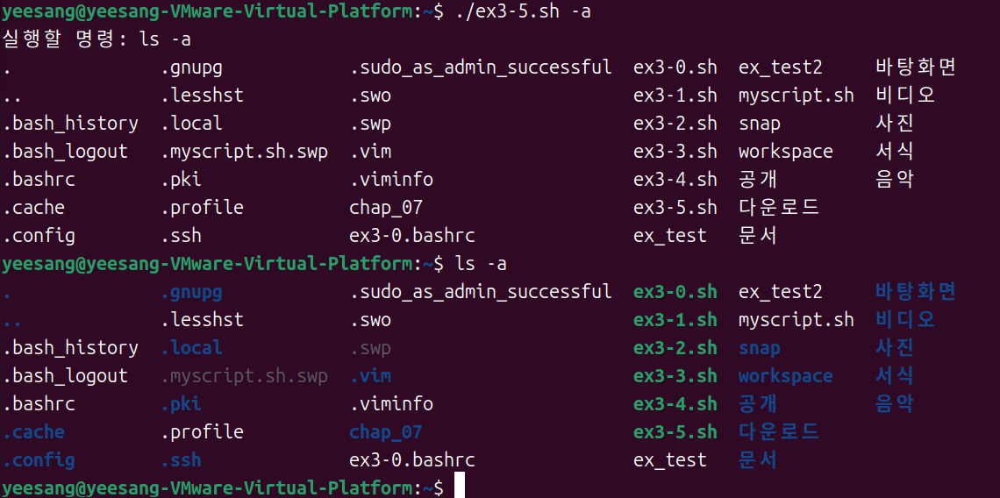 yeesang@yeesang-VMware-Virtual-Platform:~$ ./ex3-5.sh -a
실행할 명령: ls -a
. .gnupg .sudo_as_admin_successful ex3-0.sh ex_test2 바탕화면
.. .lesshst .swo ex3-1.sh myscript.sh 비디오
.bash_history .local .swp ex3-2.sh snap 사진
.bash_logout .myscript.sh.swp .vim ex3-3.sh workspace 서식
.bashrc .pki .viminfo ex3-4.sh 공개 음악
.cache .profile chap_07 ex3-5.sh 다운로드
.config .ssh ex3-0.bashrc ex_test 문서
yeesang@yeesang-VMware-Virtual-Platform:~$ ls -a
. .gnupg .sudo_as_admin_successful ex3-0.sh ex_test2 바탕화면
.. .lesshst .swo ex3-1.sh myscript.sh 비디오
.bash_history .local .swp ex3-2.sh snap 사진
.bash_logout .myscript.sh.swp .vim ex3-3.sh workspace 서식
.bashrc .pki .viminfo ex3-4.sh 공개 음악
.cache .profile chap_07 ex3-5.sh 다운로드
.config .ssh ex3-0.bashrc ex_test 문서
yeesang@yeesang-VMware-Virtual-Platform:~$